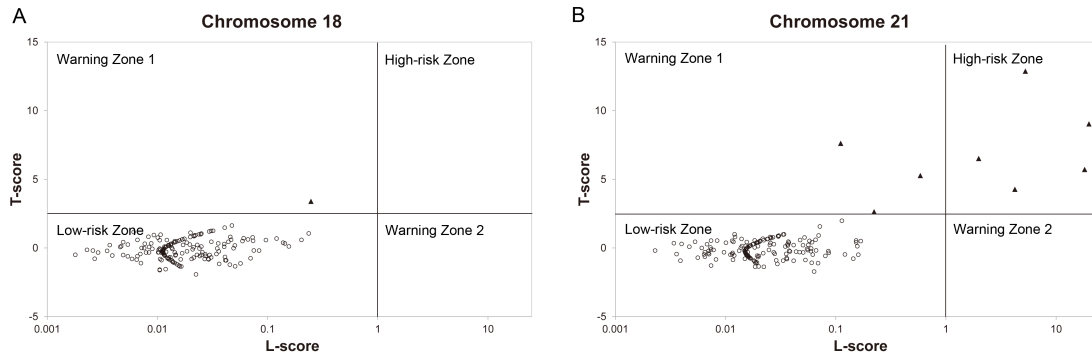 A
Chromosome 18
T-score
15
10
5
0
-5
Warning Zone 1
High-risk Zone
Low-risk Zone
Warning Zone 2
0.001
0.01
0.1
1
10
L-score
B
Chromosome 21
T-score
15
10
5
0
-5
Warning Zone 1
High-risk Zone
Low-risk Zone
Warning Zone 2
0.001
0.01
0.1
1
10
L-score